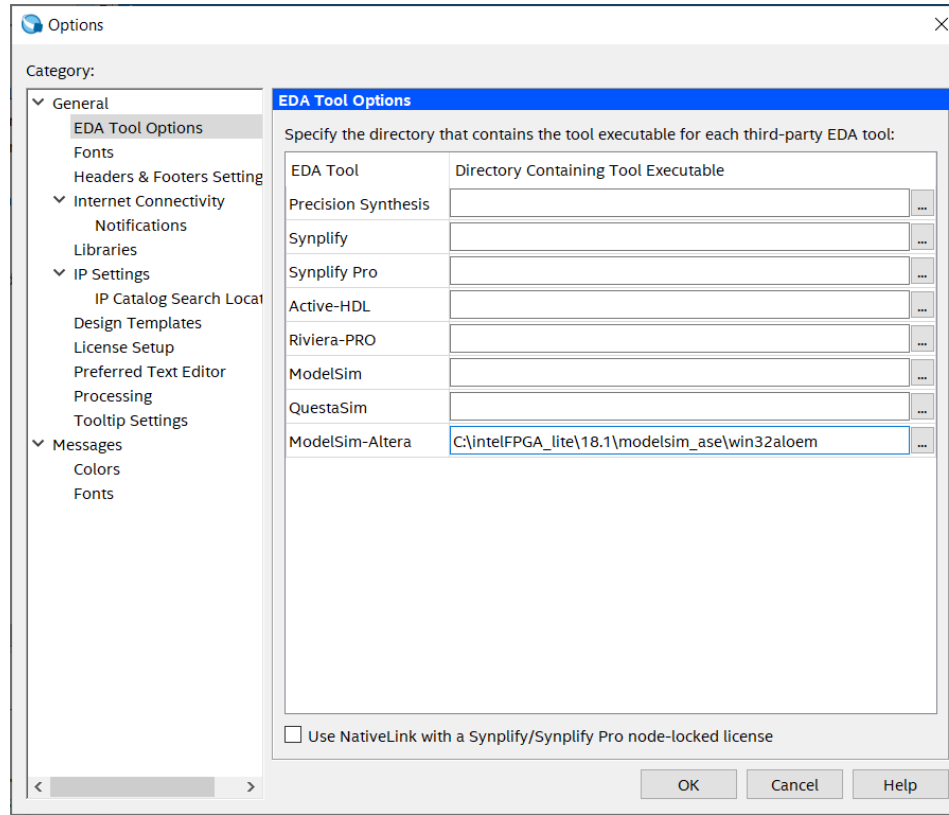 Options
Category:
General
EDA Tool Options
Fonts
Headers & Footers Setting
Internet Connectivity
Notifications
Libraries
IP Settings
IP Catalog Search Locat
Design Templates
License Setup
Preferred Text Editor
Processing
Tooltip Settings
Messages
Colors
Fonts
EDA Tool Options
Specify the directory that contains the tool executable for each third-party EDA tool:
EDA Tool Directory Containing Tool Executable
Precision Synthesis ...
Synplify ...
Synplify Pro ...
Active-HDL ...
Riviera-PRO ...
ModelSim ...
QuestaSim ...
ModelSim-Altera C:\intelFPGA_lite\18.1\modelsim_ase\win32aloem ...
Use NativeLink with a Synplify/Synplify Pro node-locked license
OK Cancel Help